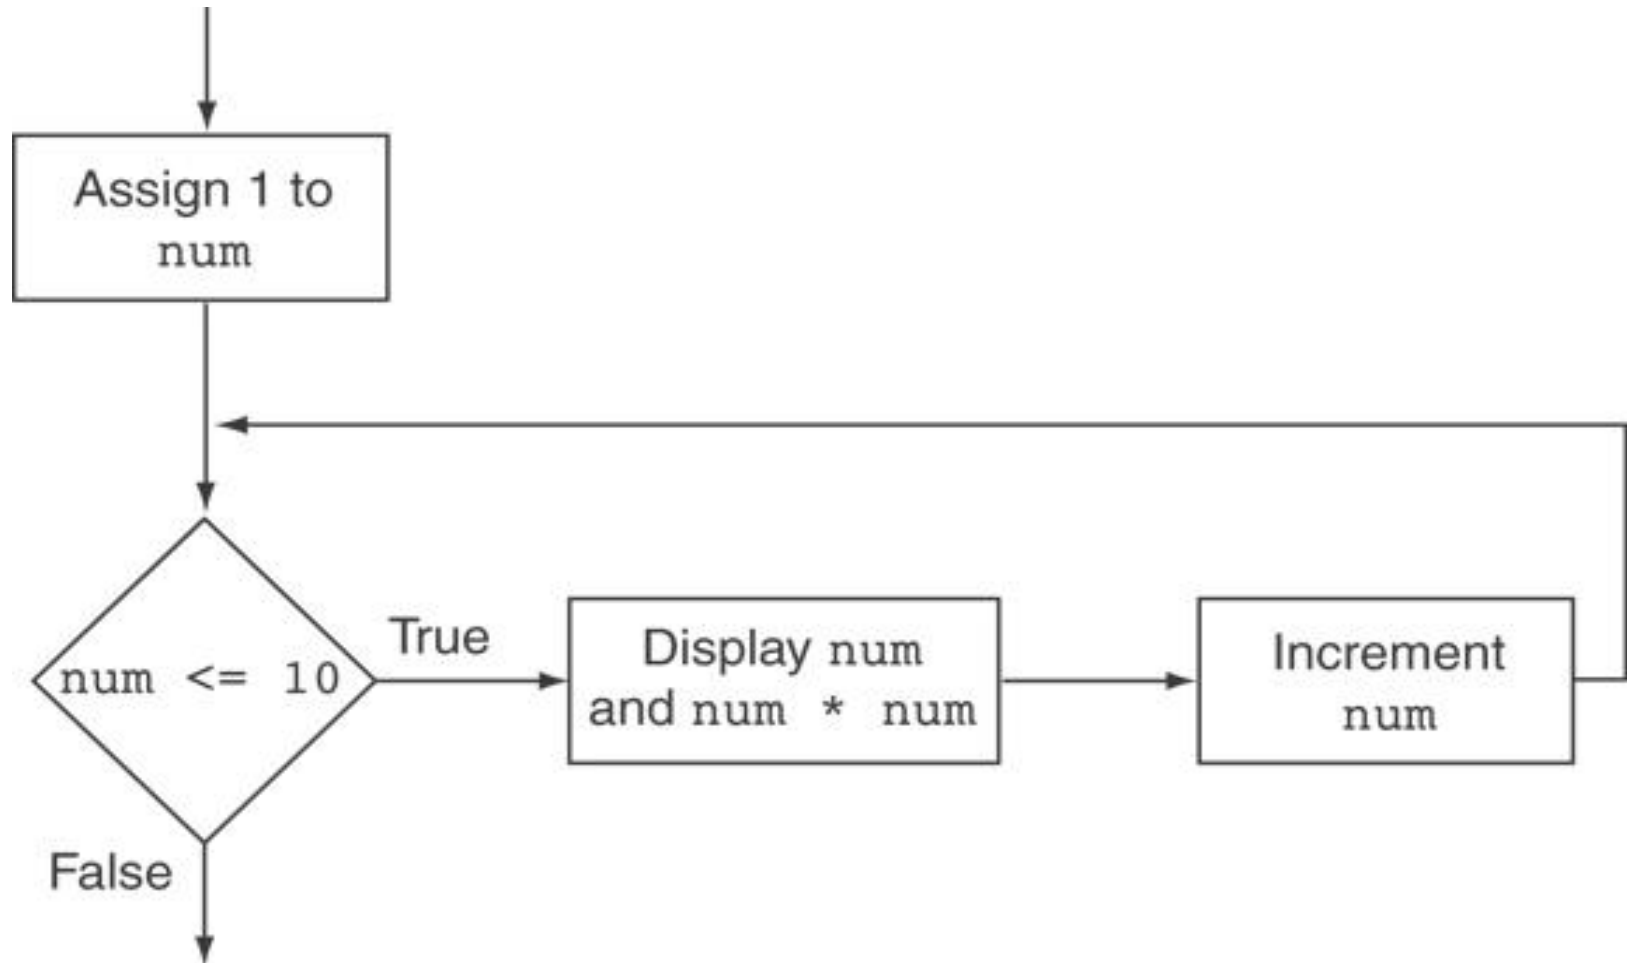 Assign 1 to
num
num <= 10
True
Display num
and num * num
Increment
num
False